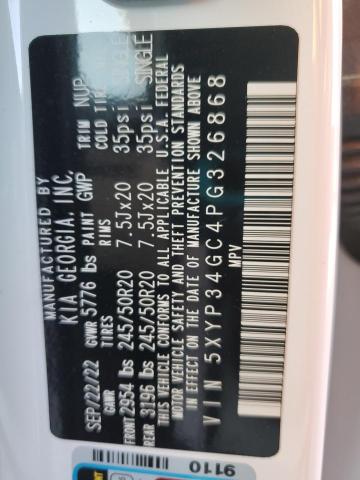 MANUFACTURED BY
KIA GEORGIA, INC.
SEP/22/22 GVWR 5776 lbs PAINT GWP TRIM NUP
GAWR TIRES RIMS COLD TIRE
FRONT 2954 lbs 245/50R20 7.5Jx20 35psi SINGLE
REAR 3196 lbs 245/50R20 7.5Jx20 35psi SINGLE
THIS VEHICLE CONFORMS TO ALL APPLICABLE U.S.A. FEDERAL
MOTOR VEHICLE SAFETY AND THEFT PREVENTION STANDARDS
IN EFFECT ON THE DATE OF MANUFACTURE SHOWN ABOVE
VIN 5XYP34GC4PG326868
MPV
9110